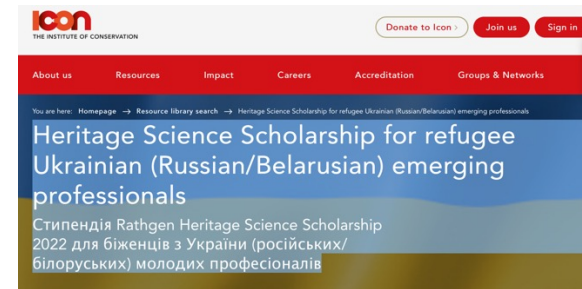 icon
THE INSTITUTE OF CONSERVATION
Donate to Icon >
Join us
Sign in
About us Resources Impact Careers Accreditation Groups & Networks
You are here: Homepage → Resource library search → Heritage Science Scholarship for refugee Ukrainian (Russian/Belarusian) emerging professionals
Heritage Science Scholarship for refugee
Ukrainian (Russian/Belarusian) emerging
professionals
Стипендія Rathgen Heritage Science Scholarship
2022 для біженців з України (російських/
білоруських) молодих професіоналів